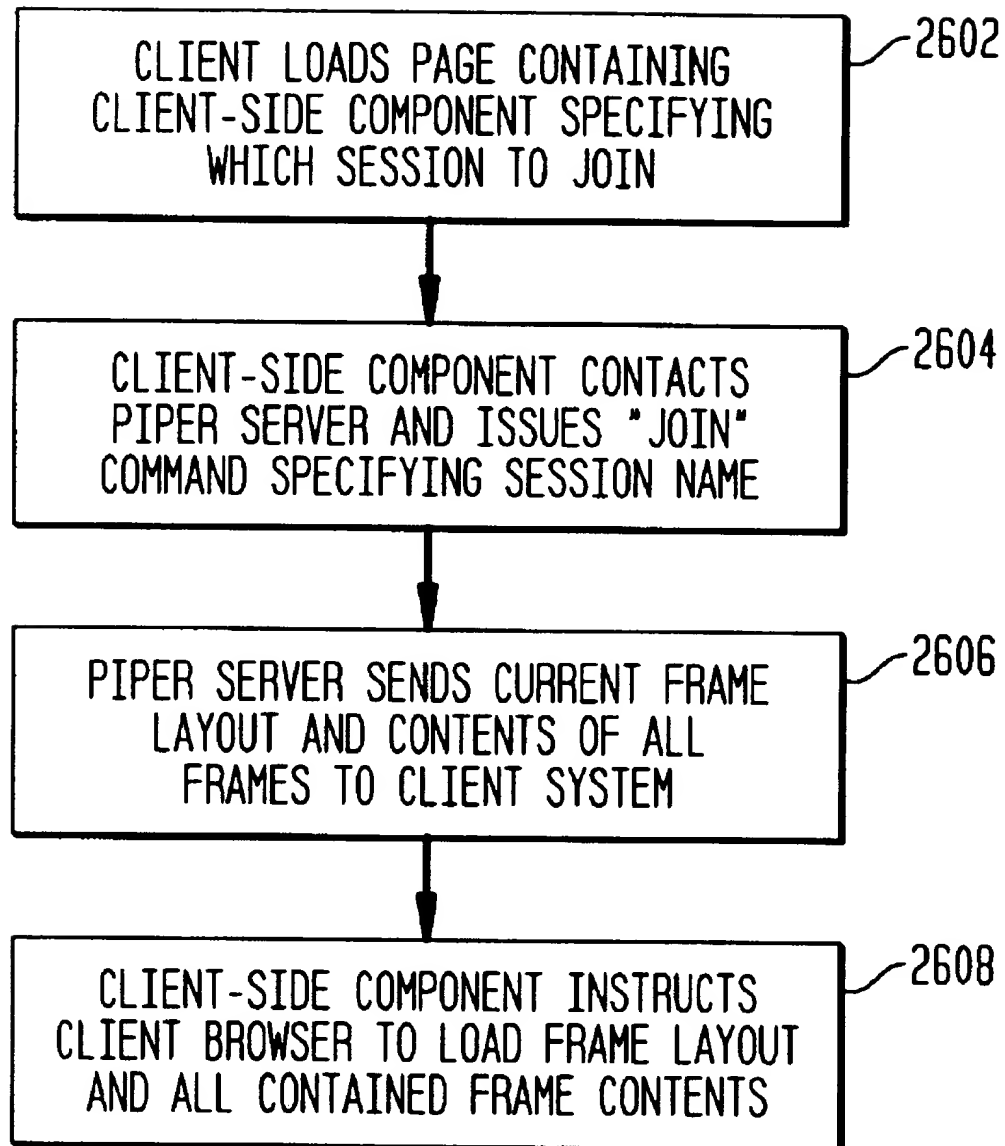 CLIENT LOADS PAGE CONTAINING
CLIENT-SIDE COMPONENT SPECIFYING
WHICH SESSION TO JOIN
2602
CLIENT-SIDE COMPONENT CONTACTS
PIPER SERVER AND ISSUES "JOIN"
COMMAND SPECIFYING SESSION NAME
2604
PIPER SERVER SENDS CURRENT FRAME
LAYOUT AND CONTENTS OF ALL
FRAMES TO CLIENT SYSTEM
2606
CLIENT-SIDE COMPONENT INSTRUCTS
CLIENT BROWSER TO LOAD FRAME LAYOUT
AND ALL CONTAINED FRAME CONTENTS
2608